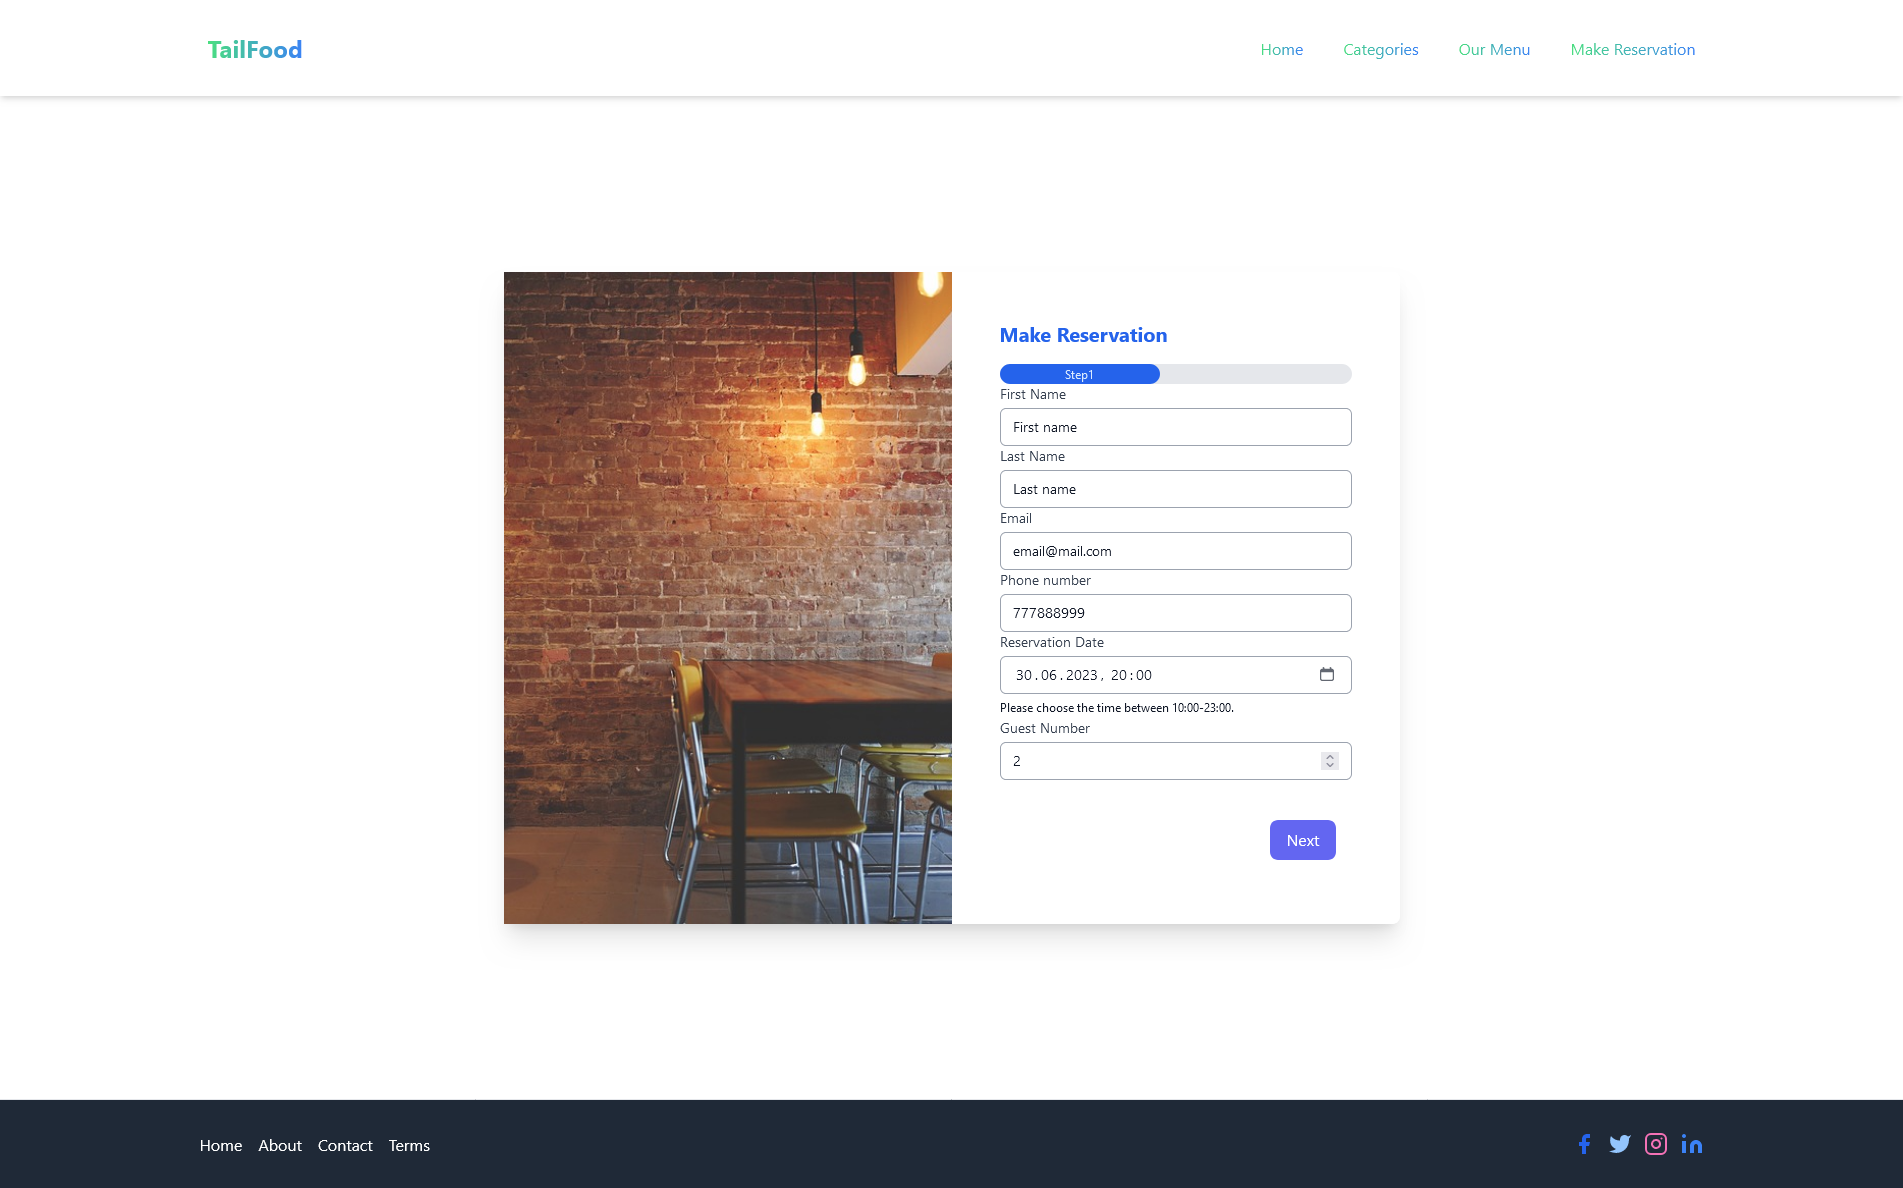 TailFood
Home Categories Our Menu Make Reservation
Make Reservation
Step1
First Name
First name
Last Name
Last name
Email
email@mail.com
Phone number
777888999
Reservation Date
30.06.2023, 20:00
Please choose the time between 10:00-23:00.
Guest Number
2
Next
Home About Contact Terms